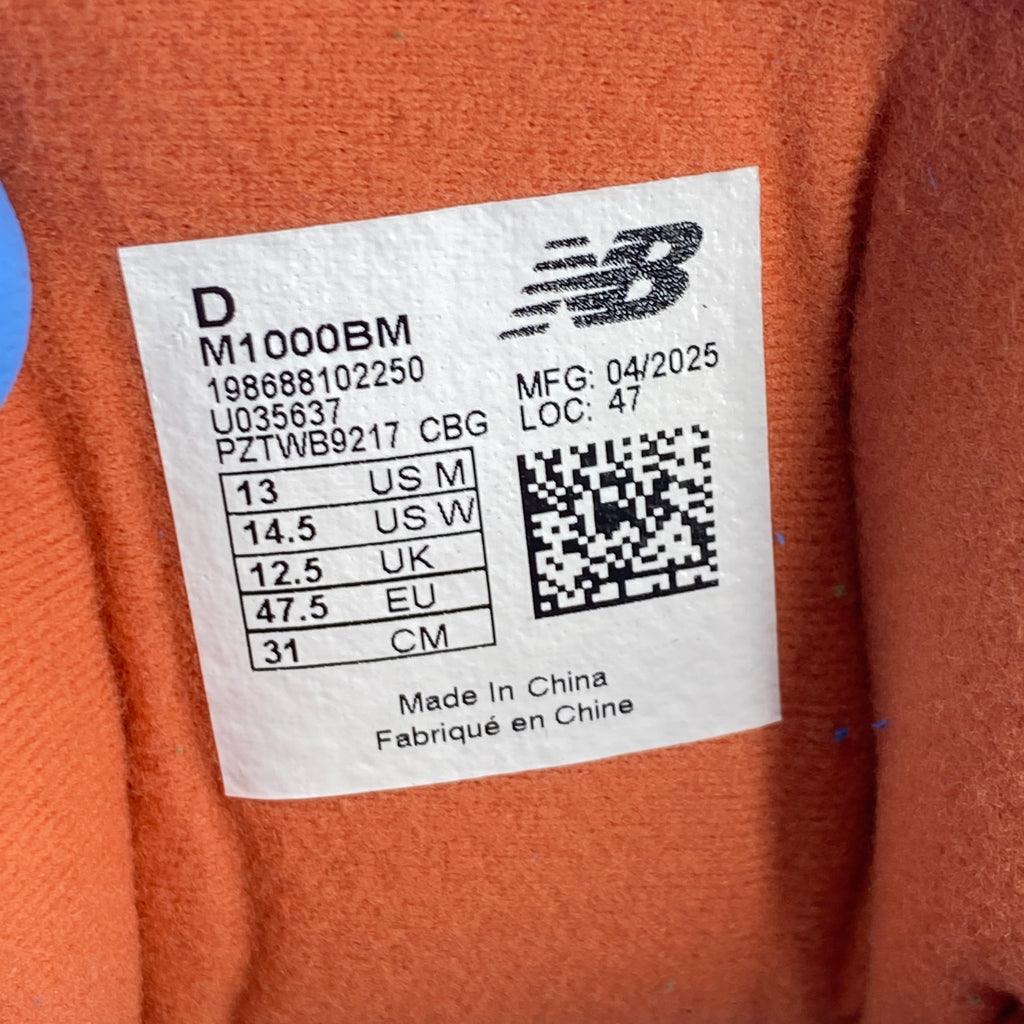 D
M1000BM
198688102250
U035637
PZTWB9217 CBG
NB
MFG: 04/2025
LOC: 47
13 US M
14.5 US W
12.5 UK
47.5 EU
31 CM
Made In China
Fabriqué en Chine